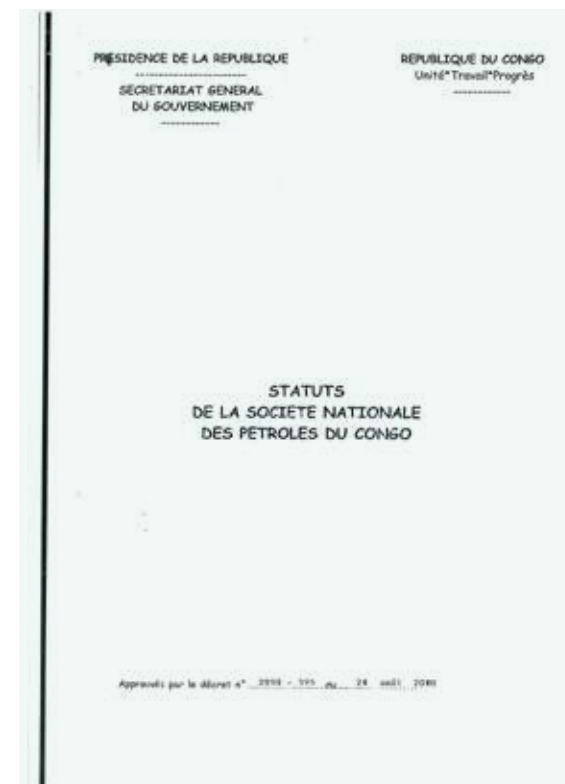 PRESIDENCE DE LA REPUBLIQUE
------------------------
SECRETARIAT GENERAL
DU GOUVERNEMENT
-------------
REPUBLIQUE DU CONGO
Unité*Travail*Progrès
------------
STATUTS
DE LA SOCIETE NATIONALE
DES PETROLES DU CONGO
Approuvés par le décret n° du août